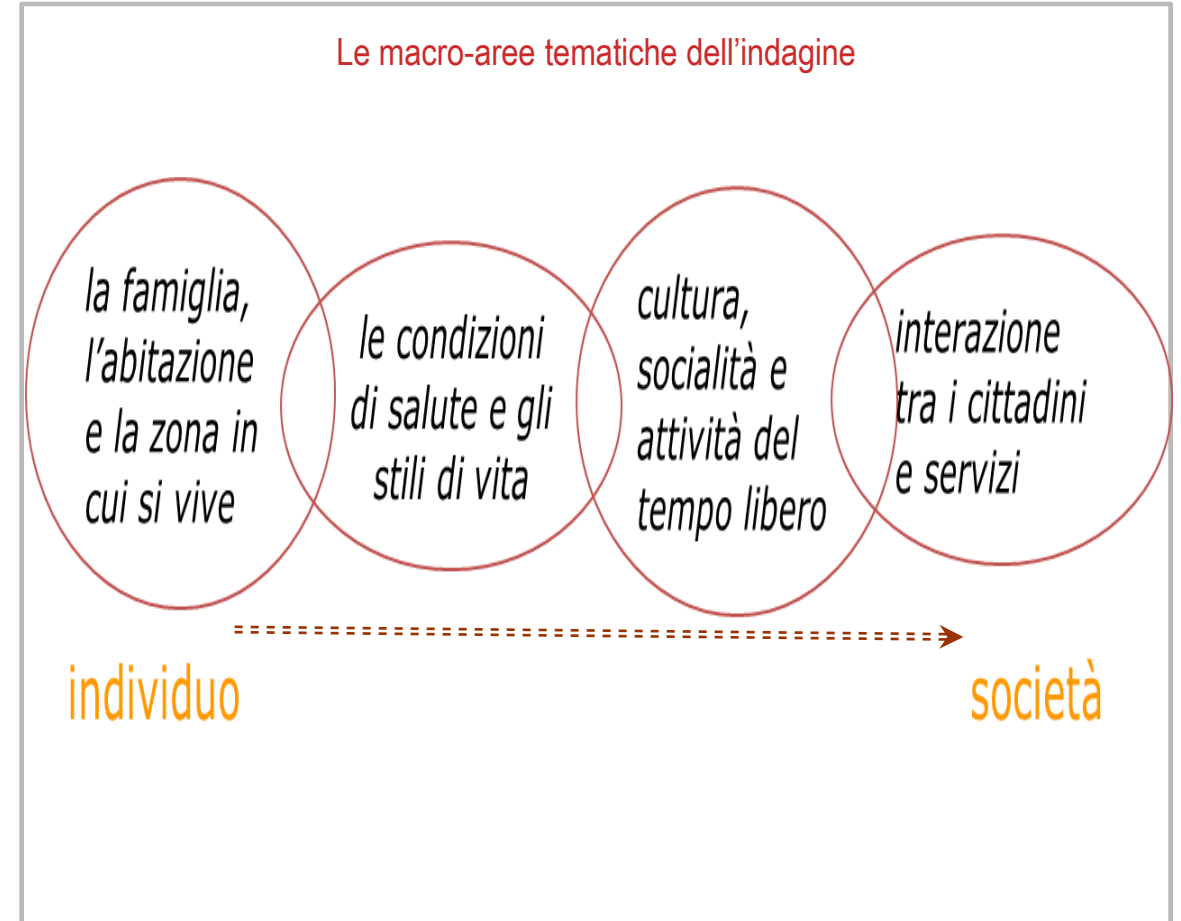 Le macro-aree tematiche dell’indagine
la famiglia,
l’abitazione
e la zona in
cui si vive
le condizioni
di salute e gli
stili di vita
cultura,
socialità e
attività del
tempo libero
interazione
tra i cittadini
e servizi
individuo
società